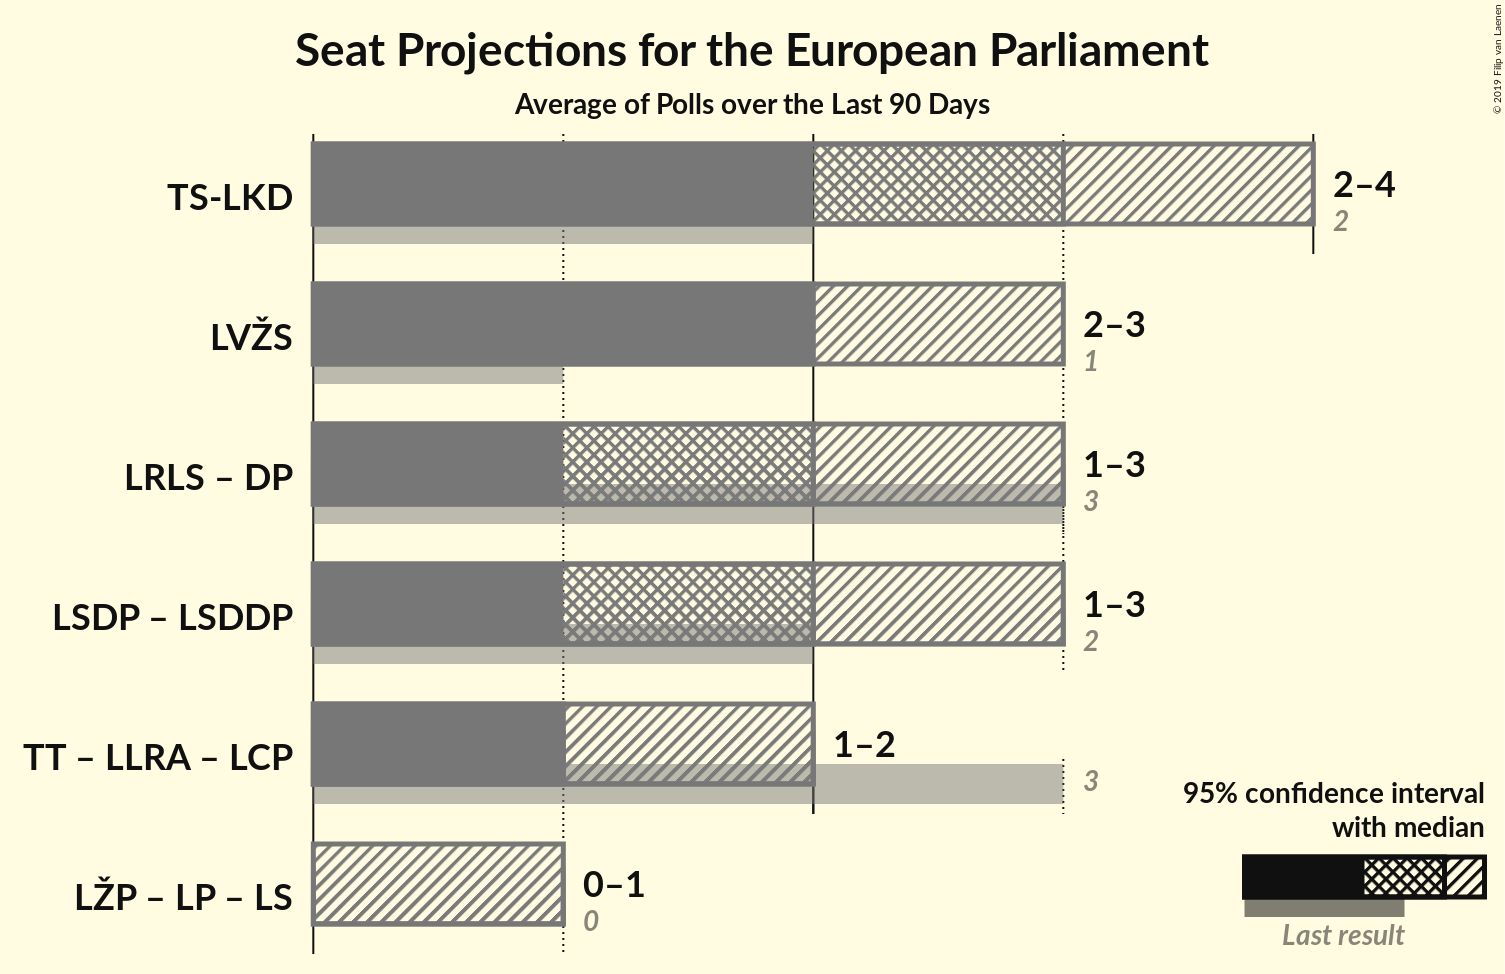 Seat Projections for the European Parliament
Average of Polls over the Last 90 Days
© 2019 Filip van Laenen
TS-LKD
2–4
2
LVŽS
2–3
1
LRLS – DP
1–3
3
LSDP – LSDDP
1–3
2
TT – LLRA – LCP
1–2
3
LŽP – LP – LS
0–1
0
95% confidence interval
with median
Last result